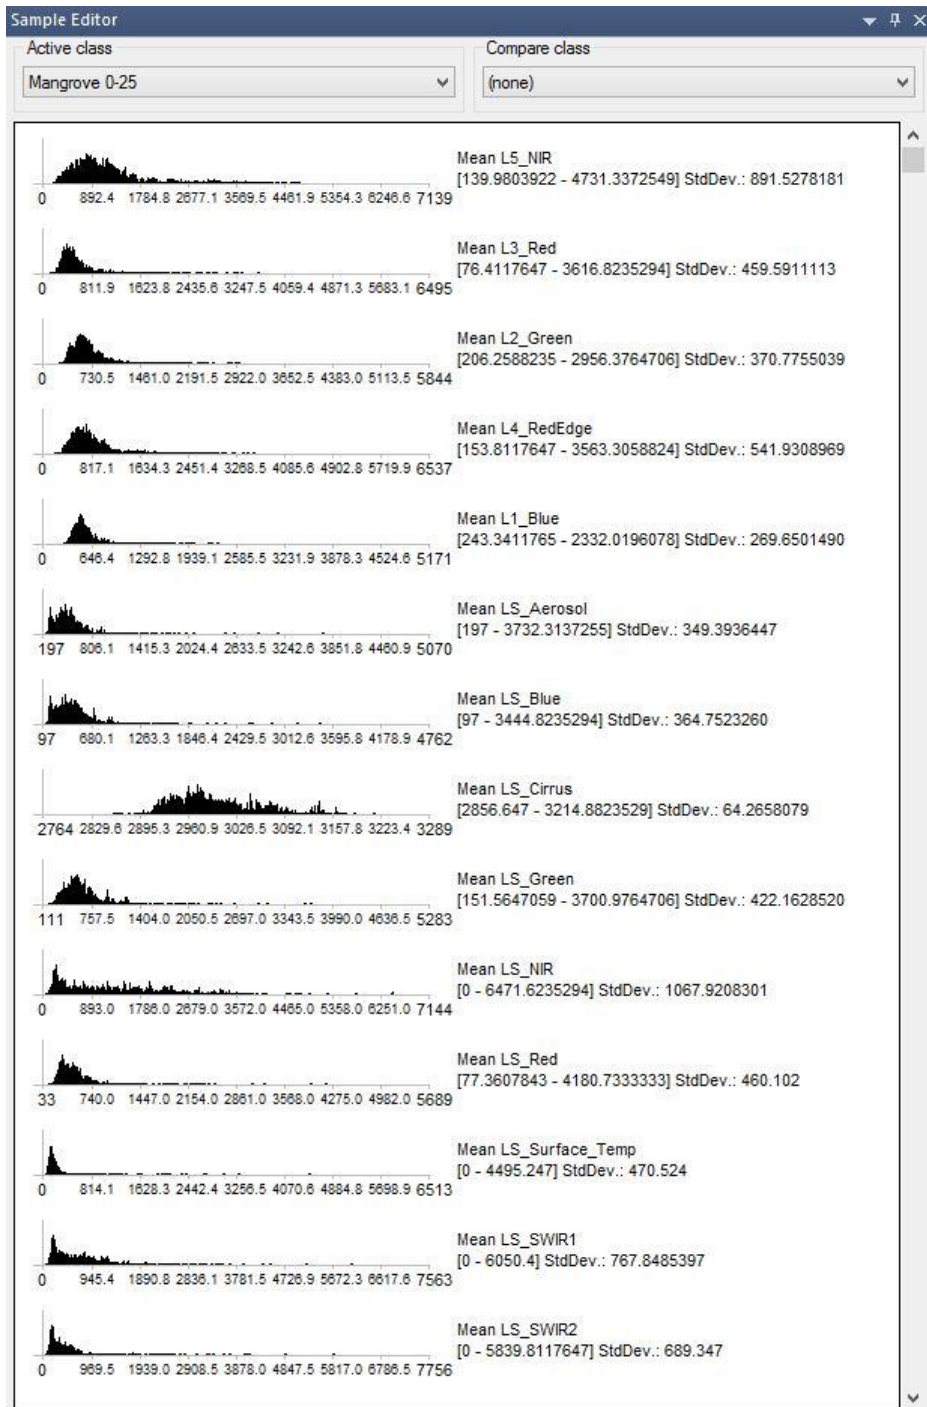 Sample Editor
Active class
Compare class
Mangrove 0-25
(none)
Mean L5_NIR
[139.9803922 - 4731.3372549] StdDev.: 891.5278181
0 892.4 1784.8 2677.1 3569.5 4461.9 5354.3 6246.6 7139
Mean L3_Red
[76.4117647 - 3616.8235294] StdDev.: 459.5911113
0 811.9 1623.8 2435.6 3247.5 4059.4 4871.3 5683.1 6495
Mean L2_Green
[206.2588235 - 2956.3764706] StdDev.: 370.7755039
0 730.5 1461.0 2191.5 2922.0 3652.5 4383.0 5113.5 5844
Mean L4_RedEdge
[153.8117647 - 3563.3058824] StdDev.: 541.9308969
0 817.1 1634.3 2451.4 3268.5 4085.6 4902.8 5719.9 6537
Mean L1_Blue
[243.3411765 - 2332.0196078] StdDev.: 269.6501490
0 646.4 1292.8 1939.1 2585.5 3231.9 3878.3 4524.6 5171
Mean LS_Aerosol
[197 - 3732.3137255] StdDev.: 349.3936447
197 806.1 1415.3 2024.4 2633.5 3242.6 3851.8 4460.9 5070
Mean LS_Blue
[97 - 3444.8235294] StdDev.: 364.7523260
97 680.1 1263.3 1846.4 2429.5 3012.6 3595.8 4178.9 4762
Mean LS_Cirrus
[2856.647 - 3214.8823529] StdDev.: 64.2658079
2764 2829.6 2895.3 2960.9 3026.5 3092.1 3157.8 3223.4 3289
Mean LS_Green
[151.5647059 - 3700.9764706] StdDev.: 422.1628520
111 757.5 1404.0 2050.5 2697.0 3343.5 3990.0 4636.5 5283
Mean LS_NIR
[0 - 6471.6235294] StdDev.: 1067.9208301
0 893.0 1786.0 2679.0 3572.0 4465.0 5358.0 6251.0 7144
Mean LS_Red
[77.3607843 - 4180.7333333] StdDev.: 460.102
33 740.0 1447.0 2154.0 2861.0 3568.0 4275.0 4982.0 5689
Mean LS_Surface_Temp
[0 - 4495.247] StdDev.: 470.524
0 814.1 1628.3 2442.4 3256.5 4070.6 4884.8 5698.9 6513
Mean LS_SWIR1
[0 - 6050.4] StdDev.: 767.8485397
0 945.4 1890.8 2836.1 3781.5 4726.9 5672.3 6617.6 7563
Mean LS_SWIR2
[0 - 5839.8117647] StdDev.: 689.347
0 969.5 1939.0 2908.5 3878.0 4847.5 5817.0 6786.5 7756